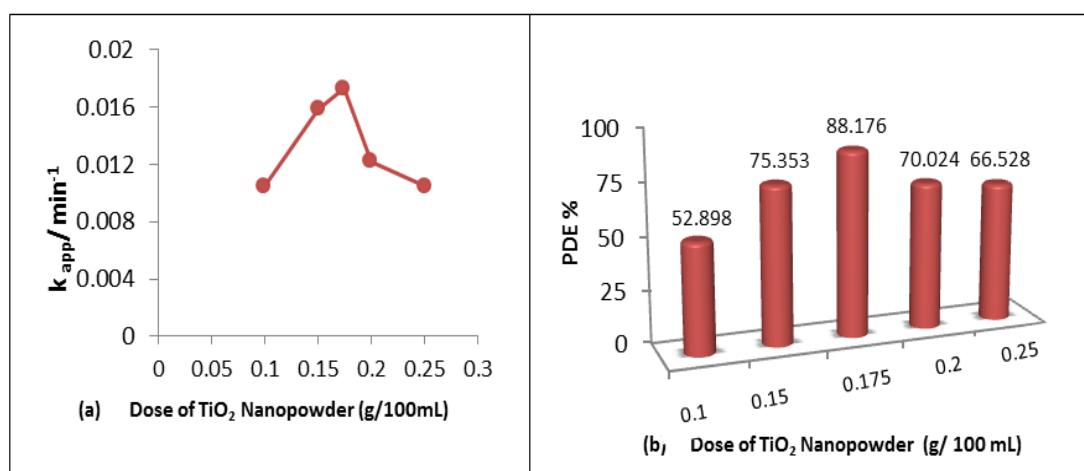 0.02
0.016
0.012
0.008
0.004
0
k app/ min-1
0 0.05 0.1 0.15 0.2 0.25 0.3
(a) Dose of TiO2 Nanopowder (g/100mL)
100
75
50
25
0
PDE %
52.898 75.353 88.176 70.024 66.528
0.1 0.15 0.175 0.2 0.25
(b) Dose of TiO2 Nanopowder (g/ 100 mL)